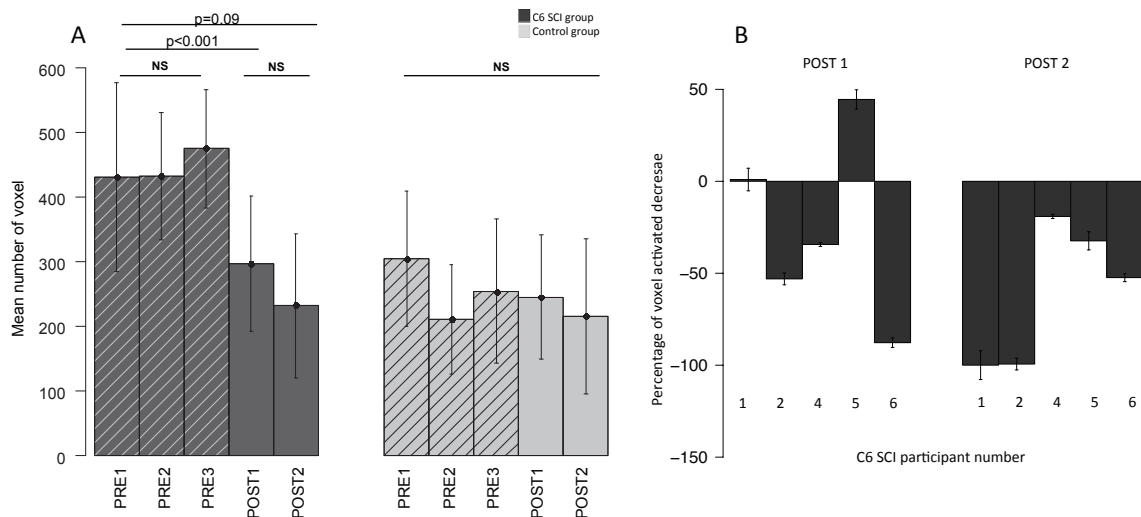 A
p=0.09
p<0.001
NS
NS
C6 SCI group
Control group
NS
Mean number of voxel
600
500
400
300
200
100
0
PRE1
PRE2
PRE3
POST1
POST2
PRE1
PRE2
PRE3
POST1
POST2
B
POST 1
POST 2
Percentage of voxel activated decresae
50
0
−50
−100
−150
1 2 4 5 6
1 2 4 5 6
C6 SCI participant number